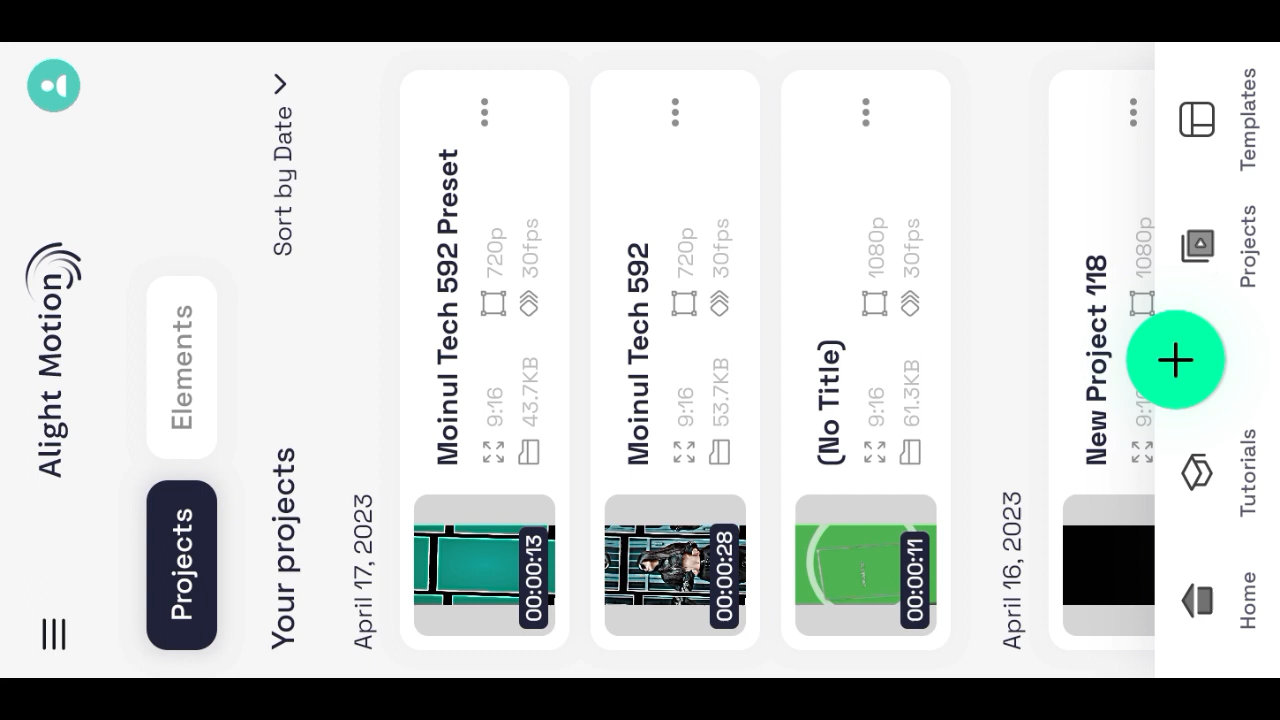 Alight Motion
Projects
Elements
Your projects
Sort by Date
April 17, 2023
Moinul Tech 592 Preset
9:16
720p
43.7KB
30fps
00:00:13
Moinul Tech 592
9:16
720p
53.7KB
30fps
00:00:28
(No Title)
9:16
1080p
61.3KB
30fps
00:00:11
April 16, 2023
New Project 118
1080p
Home
Tutorials
Projects
Templates